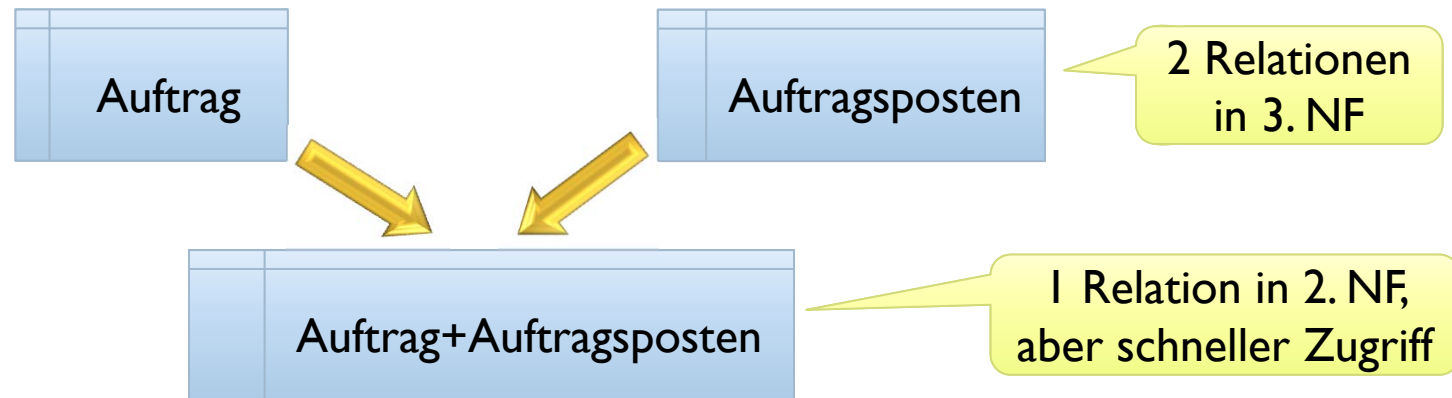 Auftrag
Auftragsposten
2 Relationen
in 3. NF
Auftrag+Auftragsposten
1 Relation in 2. NF,
aber schneller Zugriff